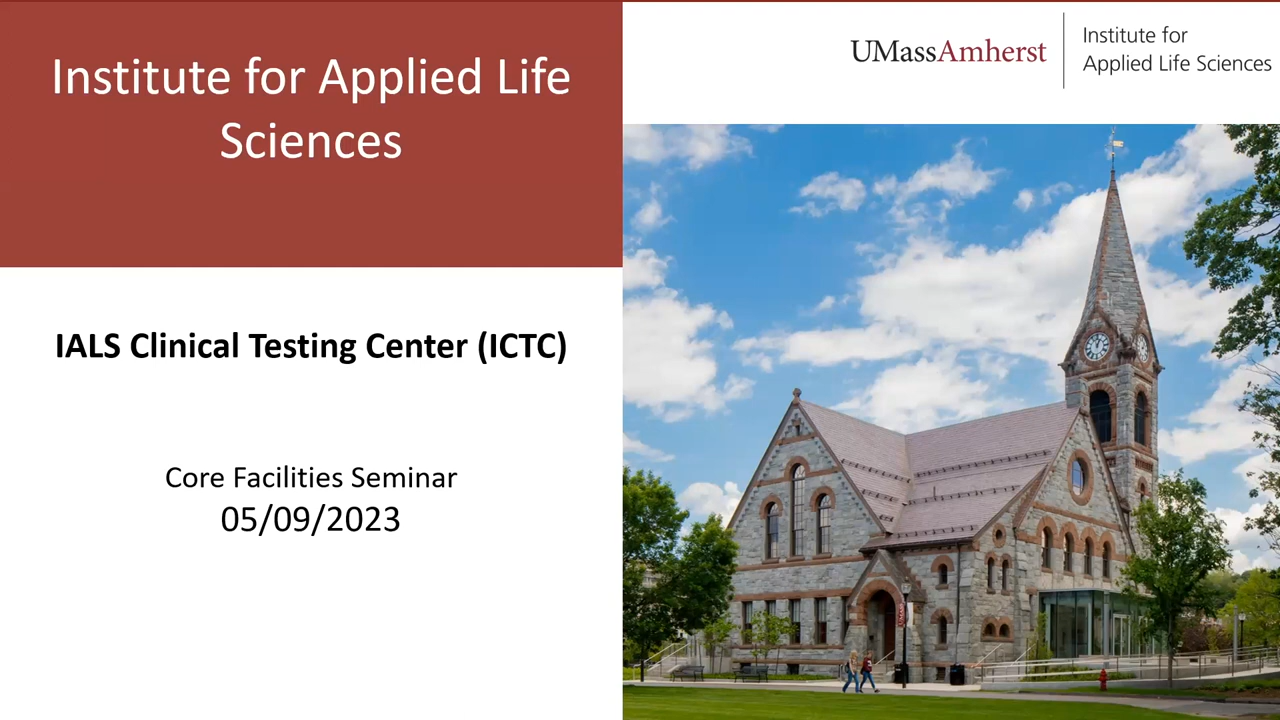 Institute for Applied Life
Sciences
UMassAmherst
Institute for
Applied Life Sciences
IALS Clinical Testing Center (ICTC)
Core Facilities Seminar
05/09/2023